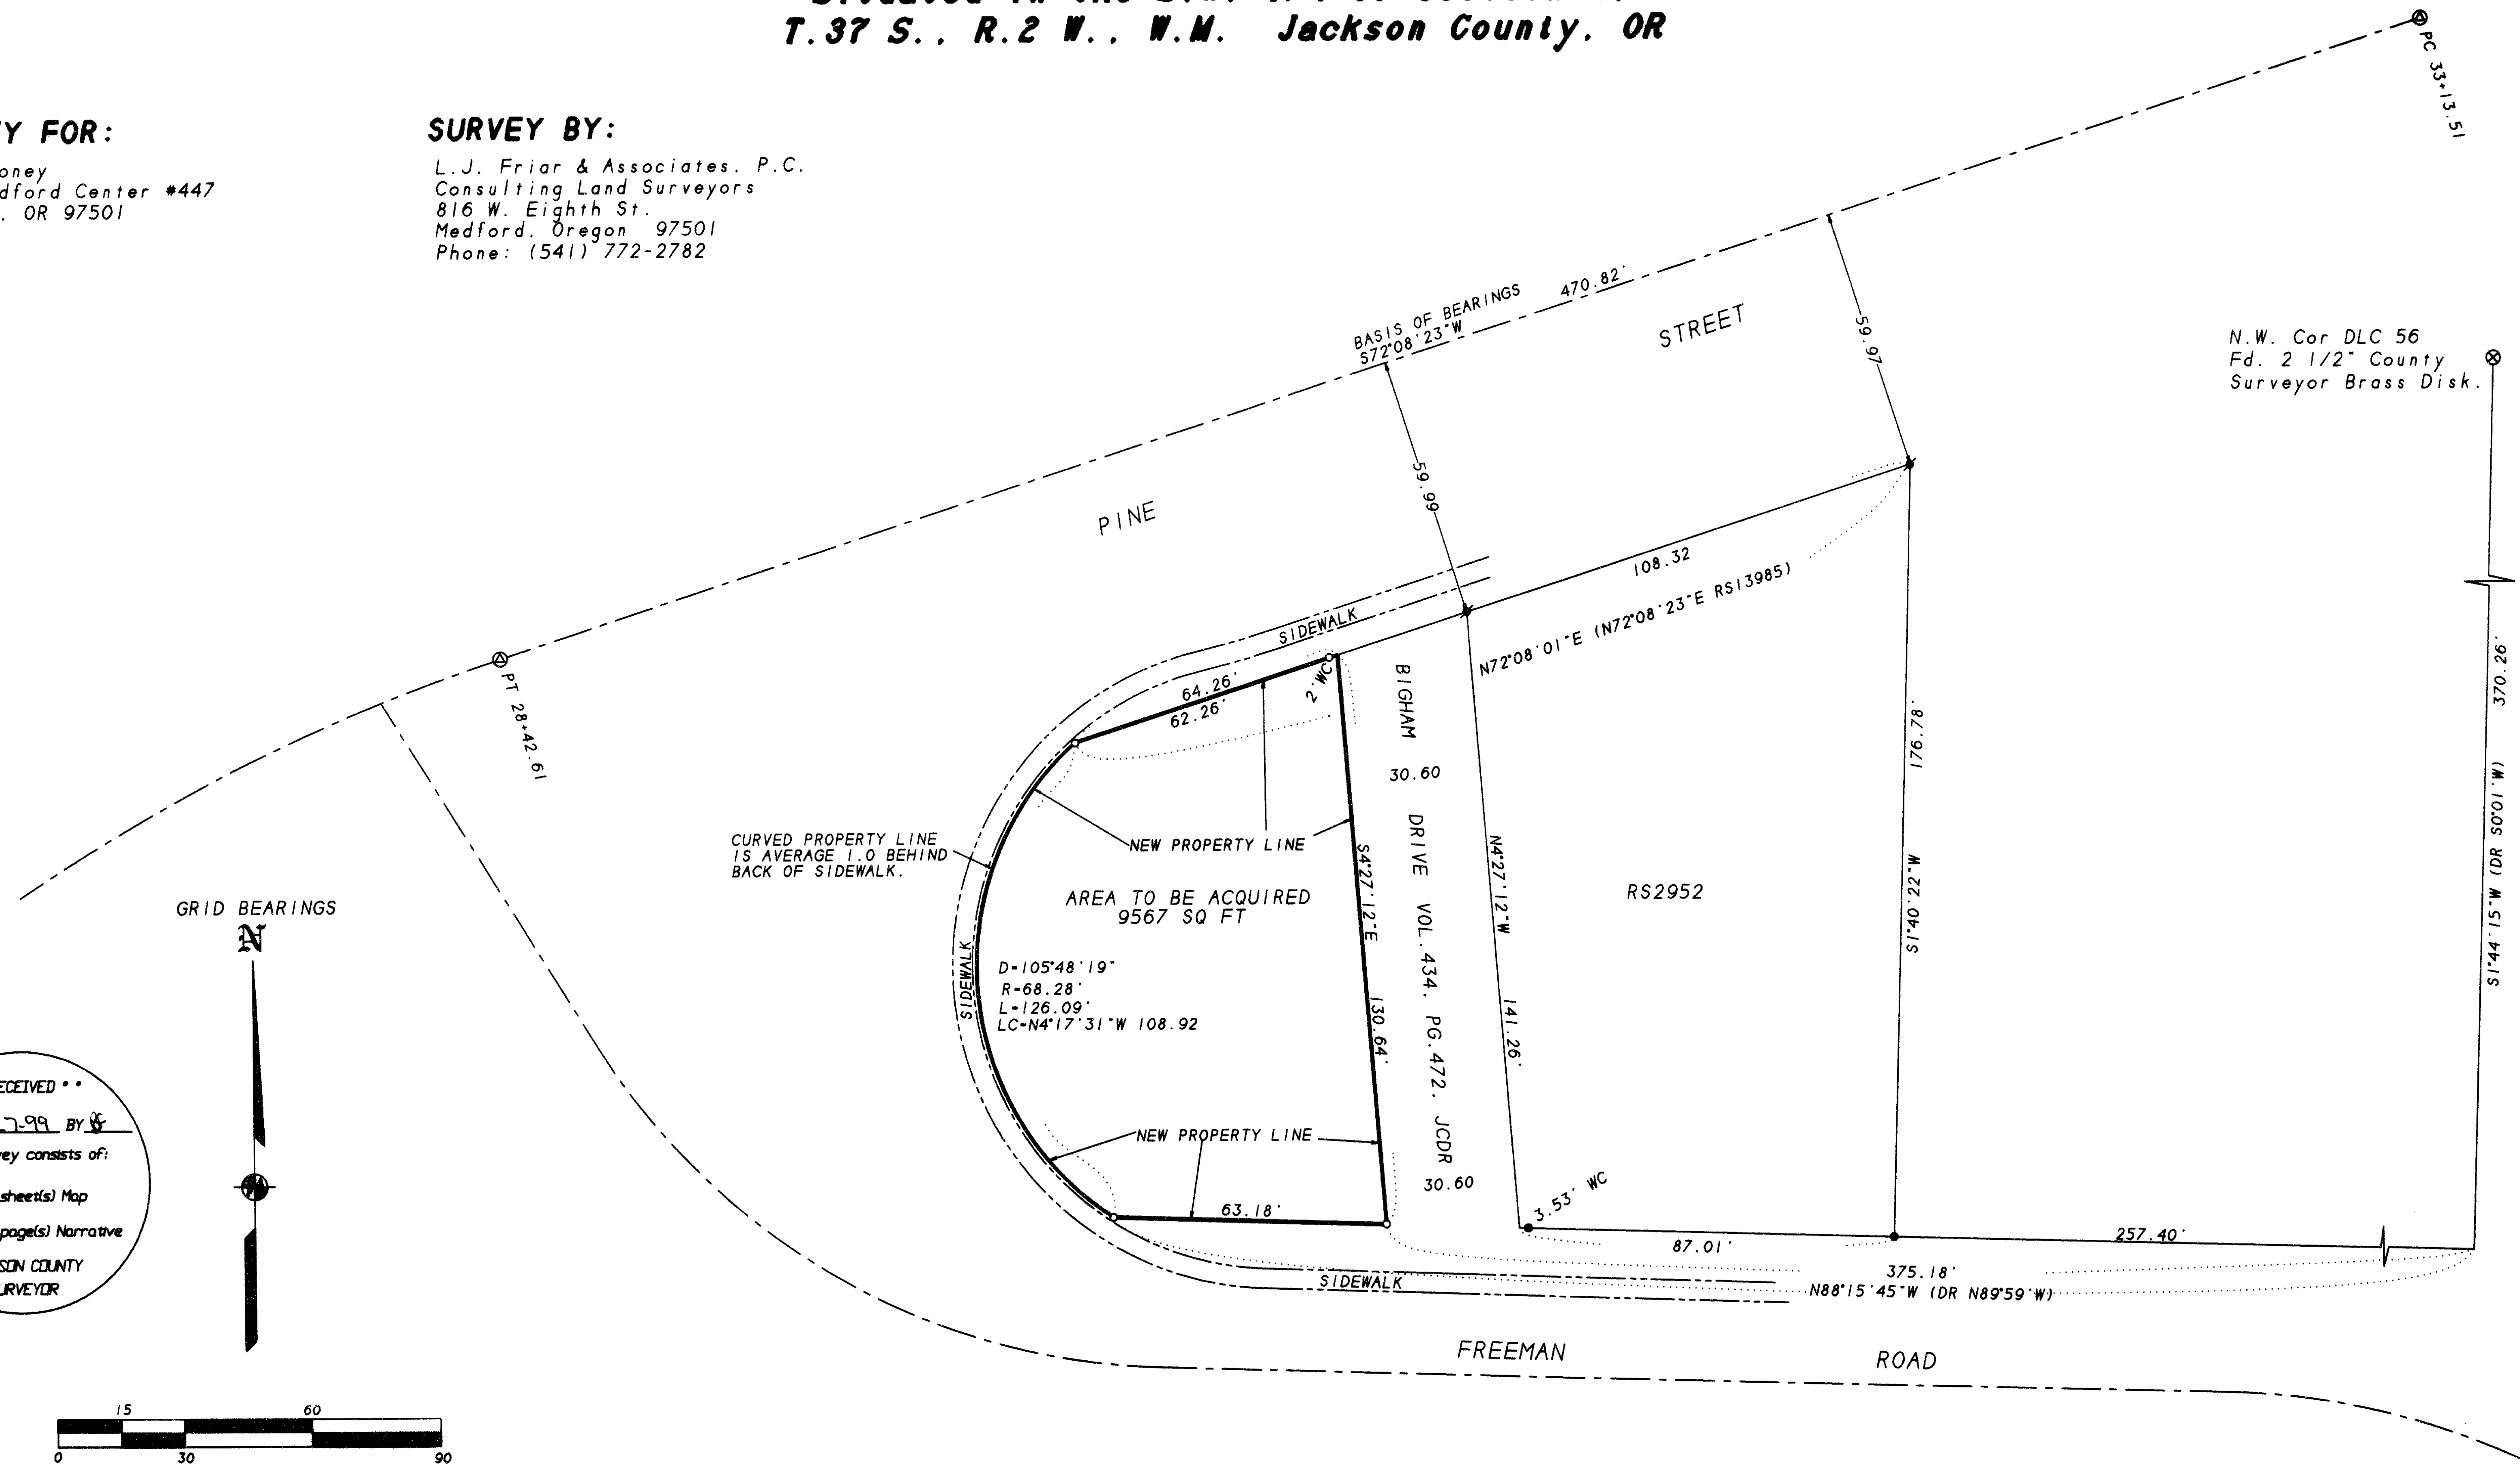 T.37 S., R.2 W., W.M. Jackson County, OR
Y FOR:
oney
dford Center #447
. OR 97501
SURVEY BY:
L.J. Friar & Associates. P.C.
Consulting Land Surveyors
816 W. Eighth St.
Medford, Oregon 97501
Phone: (541) 772-2782
PC 33+13.51
BASIS OF BEARINGS 470.82'
S72°08'23"W
STREET
59.97
N.W. Cor DLC 56
Fd. 2 1/2" County
Surveyor Brass Disk.
59.99
PINE
108.32
N72°08'01"E (N72°08'23"E RS13985)
SIDEWALK
64.26'
62.26'
2' WC
PT 28+42.61
BIGHAM DRIVE VOL.434, PG.472, JCDR
30.60
176.78'
S1°40'22"W
370.26'
S1°44'51"W (DR S0°01'W)
CURVED PROPERTY LINE
IS AVERAGE 1.0 BEHIND
BACK OF SIDEWALK.
NEW PROPERTY LINE
S4°27'12"E
130.64'
N4°27'12"W
141.26'
AREA TO BE ACQUIRED
9567 SQ FT
RS2952
GRID BEARINGS
N
SIDEWALK
D=105°48'19"
R=68.28'
L=126.09'
LC=N4°17'31"W 108.92
ECEIVED
7-99 BY
ey consists of:
sheet(s) Map
page(s) Narrative
SON COUNTY
URVEYOR
NEW PROPERTY LINE
30.60
3.53' WC
63.18'
87.01'
257.40'
375.18'
N88°15'45"W (DR N89°59'W)
SIDEWALK
FREEMAN ROAD
15 60
0 30 90